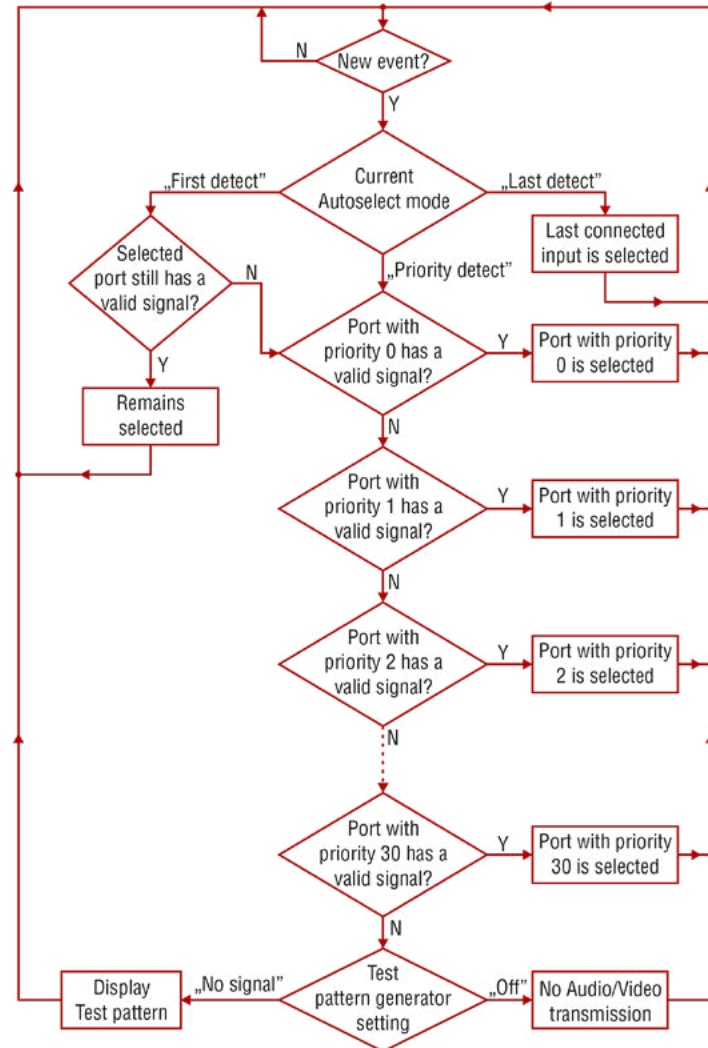 N
New event?
Y
„First detect"
Current
Autoselect mode
„Last detect"
Last connected
input is selected
Selected
port still has a
valid signal?
N
„Priority detect"
Y
Remains
selected
Port with
priority 0 has a
valid signal?
Y
Port with priority
0 is selected
N
Port with
priority 1 has a
valid signal?
Y
Port with priority
1 is selected
N
Port with
priority 2 has a
valid signal?
Y
Port with priority
2 is selected
N
Port with
priority 30 has a
valid signal?
Y
Port with priority
30 is selected
N
Display
Test pattern
„No signal"
Test
pattern generator
setting
„Off"
No Audio/Video
transmission